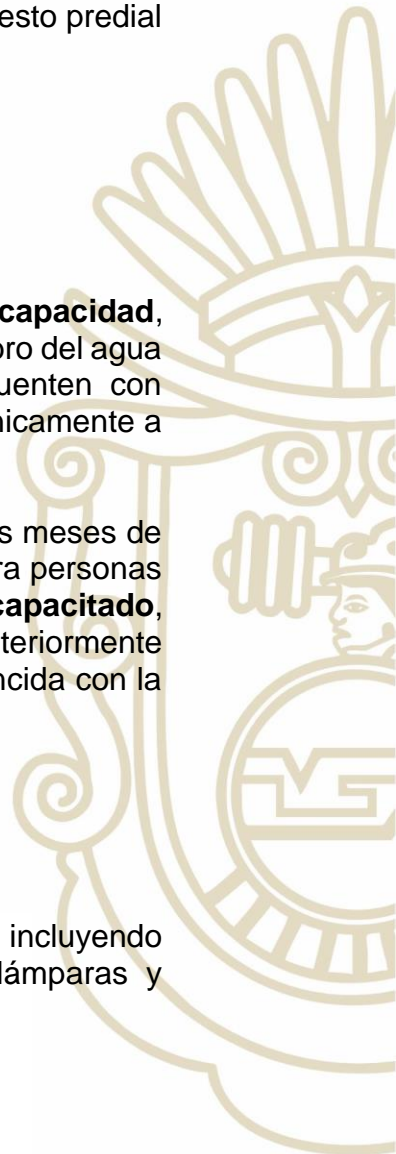 esto predial
capacidad,
oro del agua
uenten con
nicamente a
s meses de
ra personas
capacitado,
teriormente
ncida con la
incluyendo
lámparas y